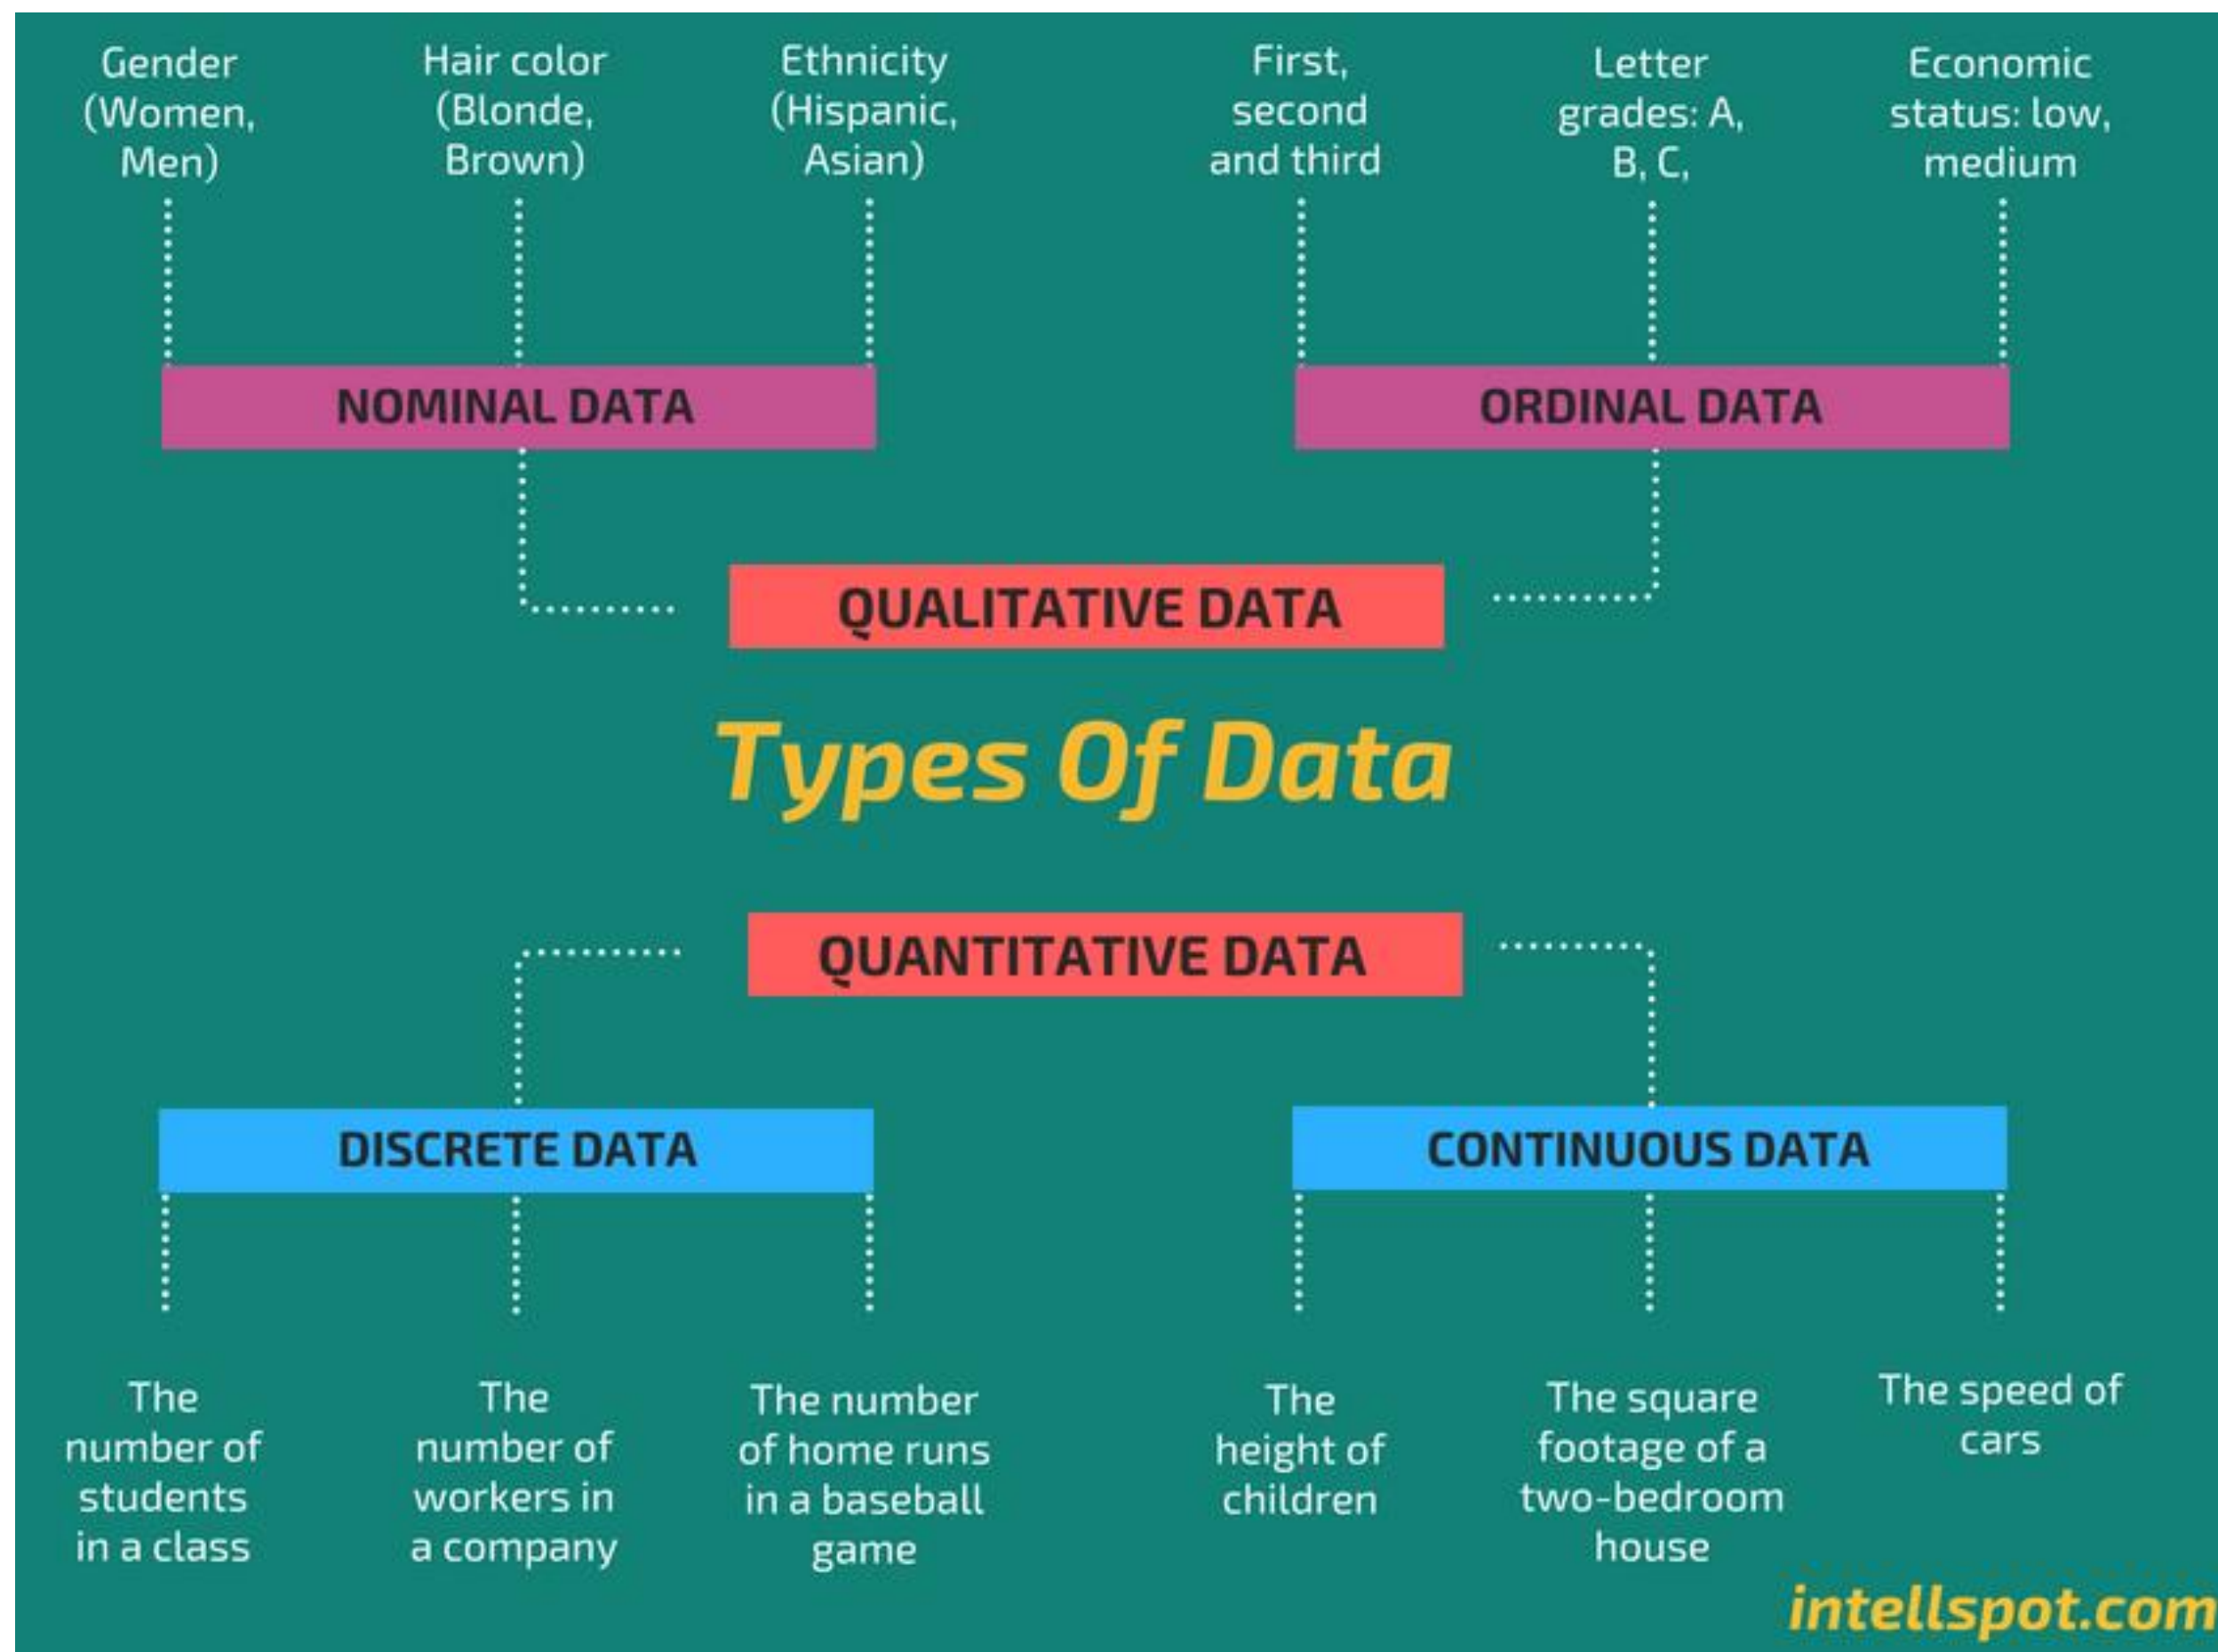 Gender
(Women,
Men)
Hair color
(Blonde,
Brown)
Ethnicity
(Hispanic,
Asian)
First,
second
and third
Letter
grades: A,
B, C,
Economic
status: low,
medium
NOMINAL DATA
ORDINAL DATA
QUALITATIVE DATA
Types Of Data
QUANTITATIVE DATA
DISCRETE DATA
CONTINUOUS DATA
The
number of
students
in a class
The
number of
workers in
a company
The number
of home runs
in a baseball
game
The
height of
children
The square
footage of a
two-bedroom
house
The speed of
cars
intellspot.com